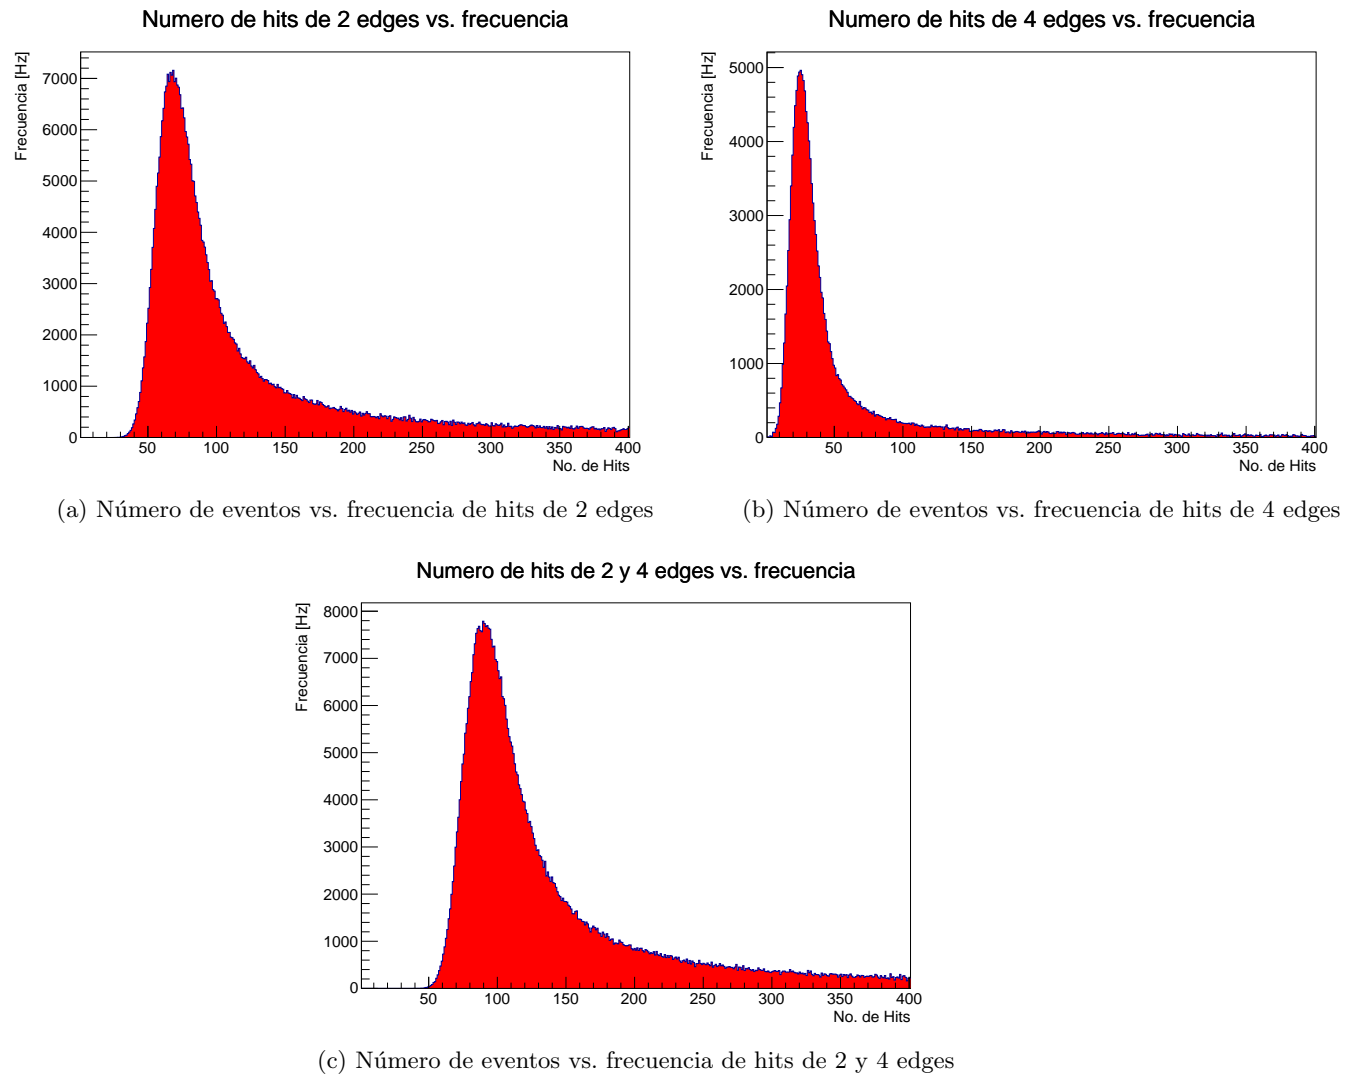 Numero de hits de 2 edges vs. frecuencia
Frecuencia [Hz]
7000
6000
5000
4000
3000
2000
1000
0
50 100 150 200 250 300 350 400
No. de Hits
(a) Número de eventos vs. frecuencia de hits de 2 edges
Numero de hits de 4 edges vs. frecuencia
Frecuencia [Hz]
5000
4000
3000
2000
1000
0
50 100 150 200 250 300 350 400
No. de Hits
(b) Número de eventos vs. frecuencia de hits de 4 edges
Numero de hits de 2 y 4 edges vs. frecuencia
Frecuencia [Hz]
8000
7000
6000
5000
4000
3000
2000
1000
0
50 100 150 200 250 300 350 400
No. de Hits
(c) Número de eventos vs. frecuencia de hits de 2 y 4 edges